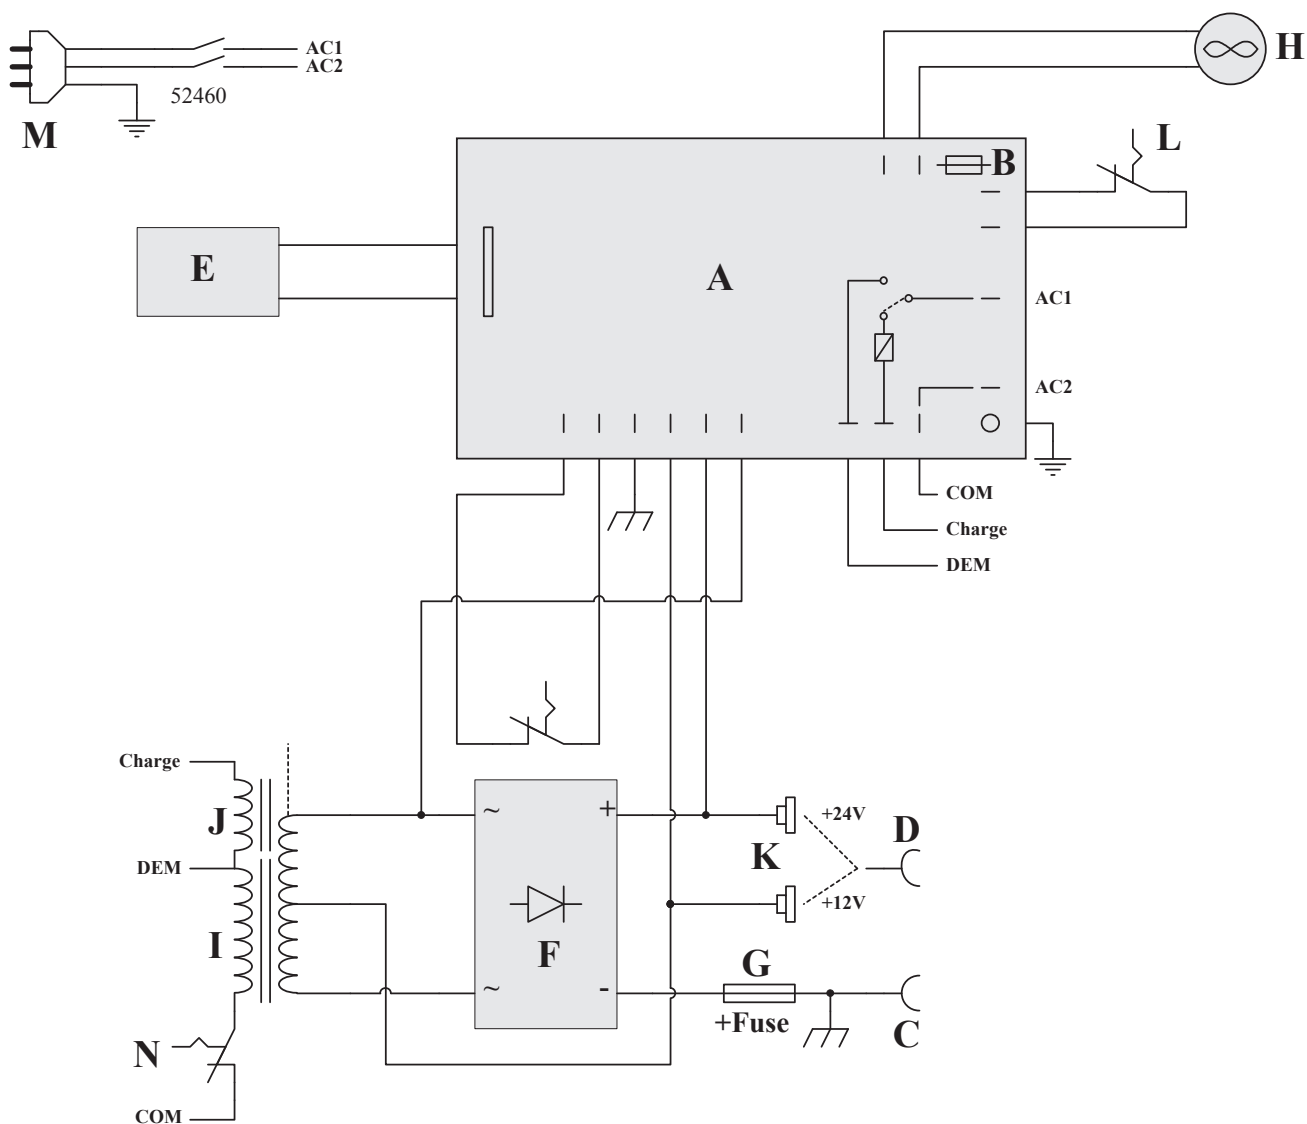 AC1
AC2
52460
M
H
L
B
E
A
AC1
AC2
COM
Charge
DEM
Charge
J
DEM
I
N
COM
~
+
~
-
F
K
+24V
+12V
D
G
+Fuse
C